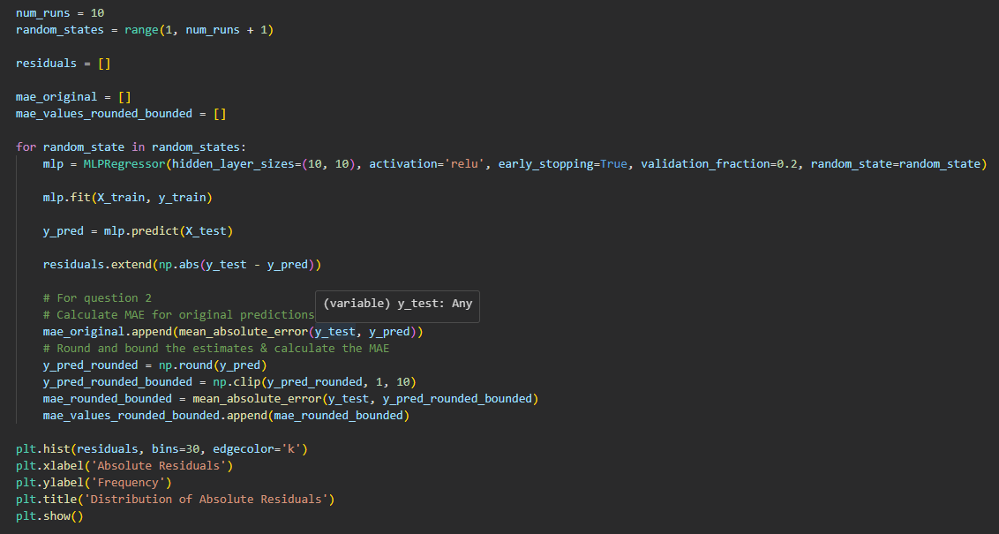 num_runs = 10
random_states = range(1, num_runs + 1)
residuals = []
mae_original = []
mae_values_rounded_bounded = []
for random_state in random_states:
    mlp = MLPRegressor(hidden_layer_sizes=(10, 10), activation='relu', early_stopping=True, validation_fraction=0.2, random_state=random_state)
    mlp.fit(X_train, y_train)
    y_pred = mlp.predict(X_test)
    residuals.extend(np.abs(y_test - y_pred))
    # For question 2
(variable) y_test: Any
    # Calculate MAE for original predictions
    mae_original.append(mean_absolute_error(y_test, y_pred))
    # Round and bound the estimates & calculate the MAE
    y_pred_rounded = np.round(y_pred)
    y_pred_rounded_bounded = np.clip(y_pred_rounded, 1, 10)
    mae_rounded_bounded = mean_absolute_error(y_test, y_pred_rounded_bounded)
    mae_values_rounded_bounded.append(mae_rounded_bounded)
plt.hist(residuals, bins=30, edgecolor='k')
plt.xlabel('Absolute Residuals')
plt.ylabel('Frequency')
plt.title('Distribution of Absolute Residuals')
plt.show()